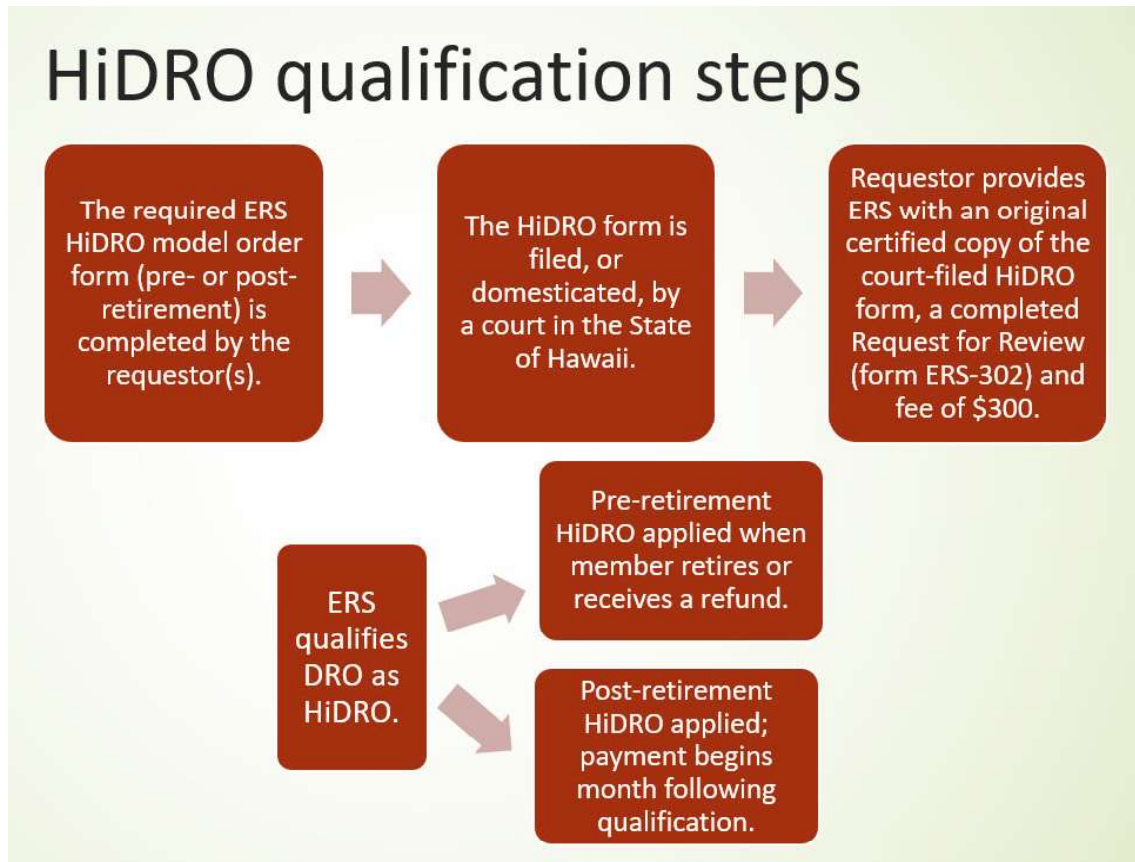 HiDRO qualification steps
The required ERS
HiDRO model order
form (pre- or post-
retirement) is
completed by the
requestor(s).
The HiDRO form is
filed, or
domesticated, by
a court in the State
of Hawaii.
Requestor provides
ERS with an original
certified copy of the
court-filed HiDRO
form, a completed
Request for Review
(form ERS-302) and
fee of $300.
ERS
qualifies
DRO as
HiDRO.
Pre-retirement
HiDRO applied when
member retires or
receives a refund.
Post-retirement
HiDRO applied;
payment begins
month following
qualification.